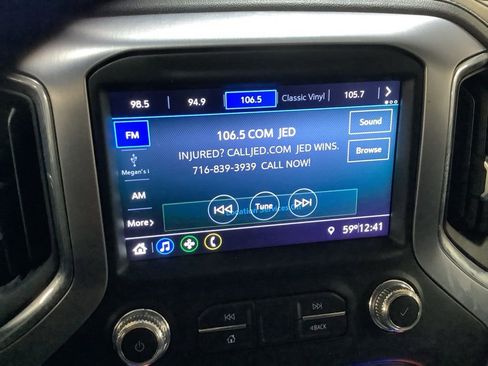 98.5 94.9 106.5 Classic Vinyl 105.7
FM 106.5 COM JED Sound
INJURED? CALLJED.COM JED WINS.
Megan's i 716-839-3939 CALL NOW! Browse
AM
Tune
More
59° 12:41
BACK